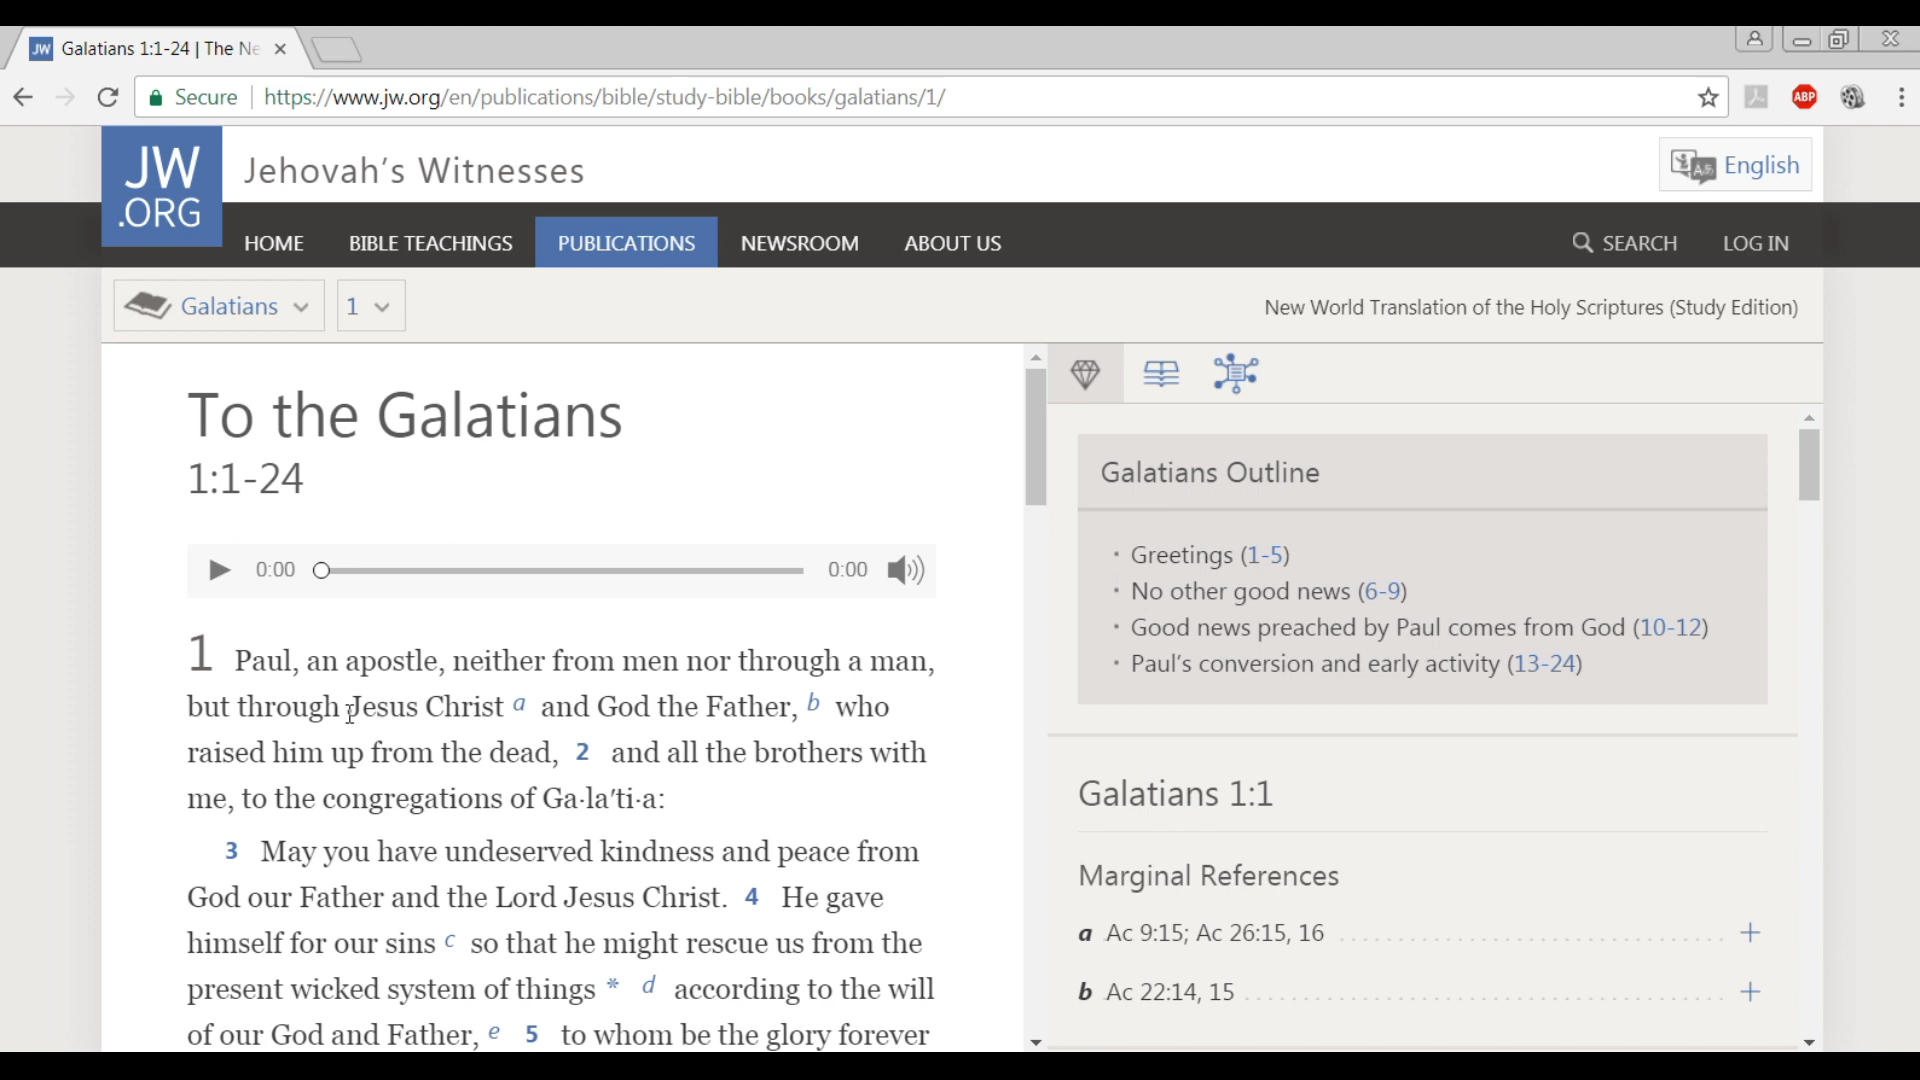 JW Galatians 1:1-24 | The Ne
Secure https://www.jw.org/en/publications/bible/study-bible/books/galatians/1/
ABP
JW
.ORG
Jehovah's Witnesses
English
HOME BIBLE TEACHINGS PUBLICATIONS NEWSROOM ABOUT US SEARCH LOG IN
Galatians 1
New World Translation of the Holy Scriptures (Study Edition)
To the Galatians
1:1-24
0:00 0:00
1 Paul, an apostle, neither from men nor through a man,
but through Jesus Christ a and God the Father, b who
raised him up from the dead, 2 and all the brothers with
me, to the congregations of Ga·la′ti·a:
3 May you have undeserved kindness and peace from
God our Father and the Lord Jesus Christ. 4 He gave
himself for our sins c so that he might rescue us from the
present wicked system of things * d according to the will
of our God and Father, e 5 to whom be the glory forever
Galatians Outline
· Greetings (1-5)
· No other good news (6-9)
· Good news preached by Paul comes from God (10-12)
· Paul's conversion and early activity (13-24)
Galatians 1:1
Marginal References
a Ac 9:15; Ac 26:15, 16 +
b Ac 22:14, 15 +